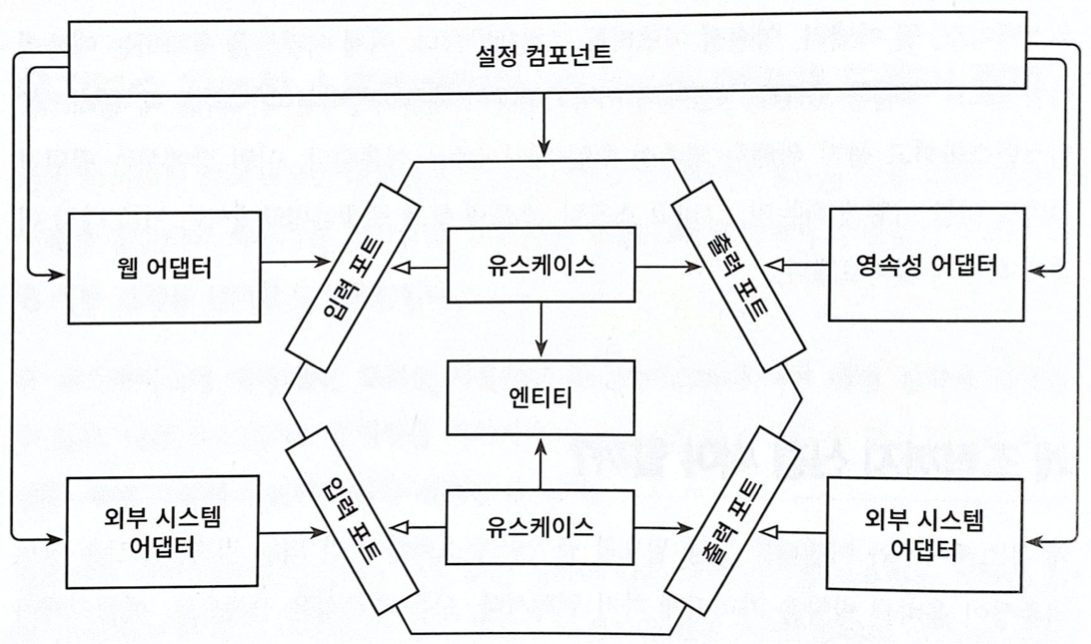 설정 컴포넌트
웹 어댑터
입력 포트
유스케이스
출력 포트
영속성 어댑터
엔티티
외부 시스템
어댑터
입력 포트
유스케이스
출력 포트
외부 시스템
어댑터